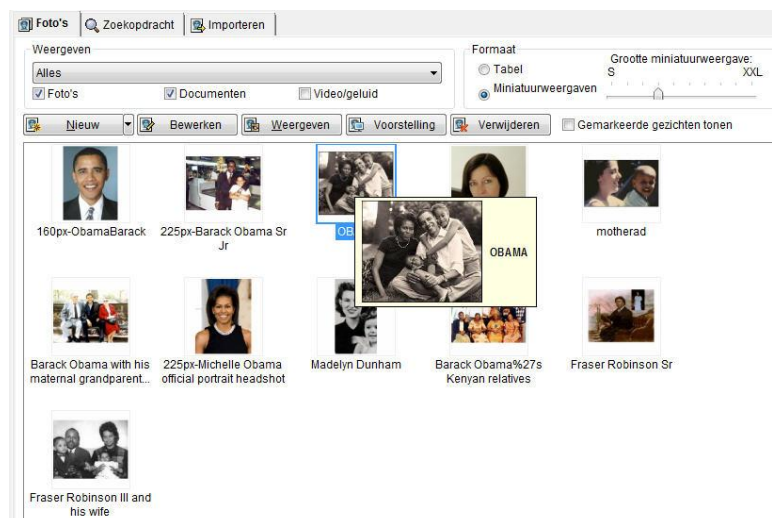 Foto's Zoekopdracht Importeren
Weergeven Formaat
Alles
Tabel Grootte miniatuurweergave:
S XXL
Foto's Documenten Video/geluid
Miniatuurweergaven
Nieuw Bewerken Weergeven Voorstelling Verwijderen Gemarkeerde gezichten tonen
160px-ObamaBarack
225px-Barack Obama Sr
Jr
OBAMA
motherad
Barack Obama with his
maternal grandparent...
225px-Michelle Obama
official portrait headshot
Madelyn Dunham
Barack Obama%27s
Kenyan relatives
Fraser Robinson Sr
Fraser Robinson III and
his wife